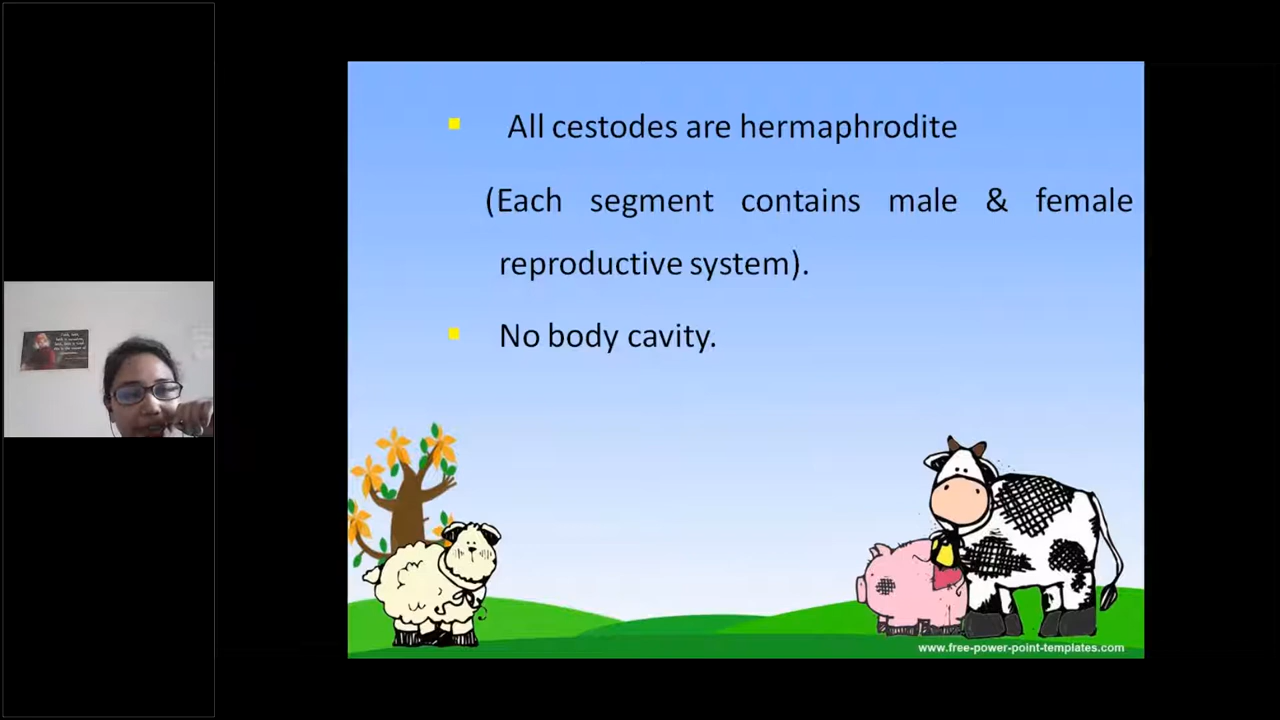 All cestodes are hermaphrodite
(Each segment contains male & female
reproductive system).
No body cavity.
www.free-power-point-templates.com